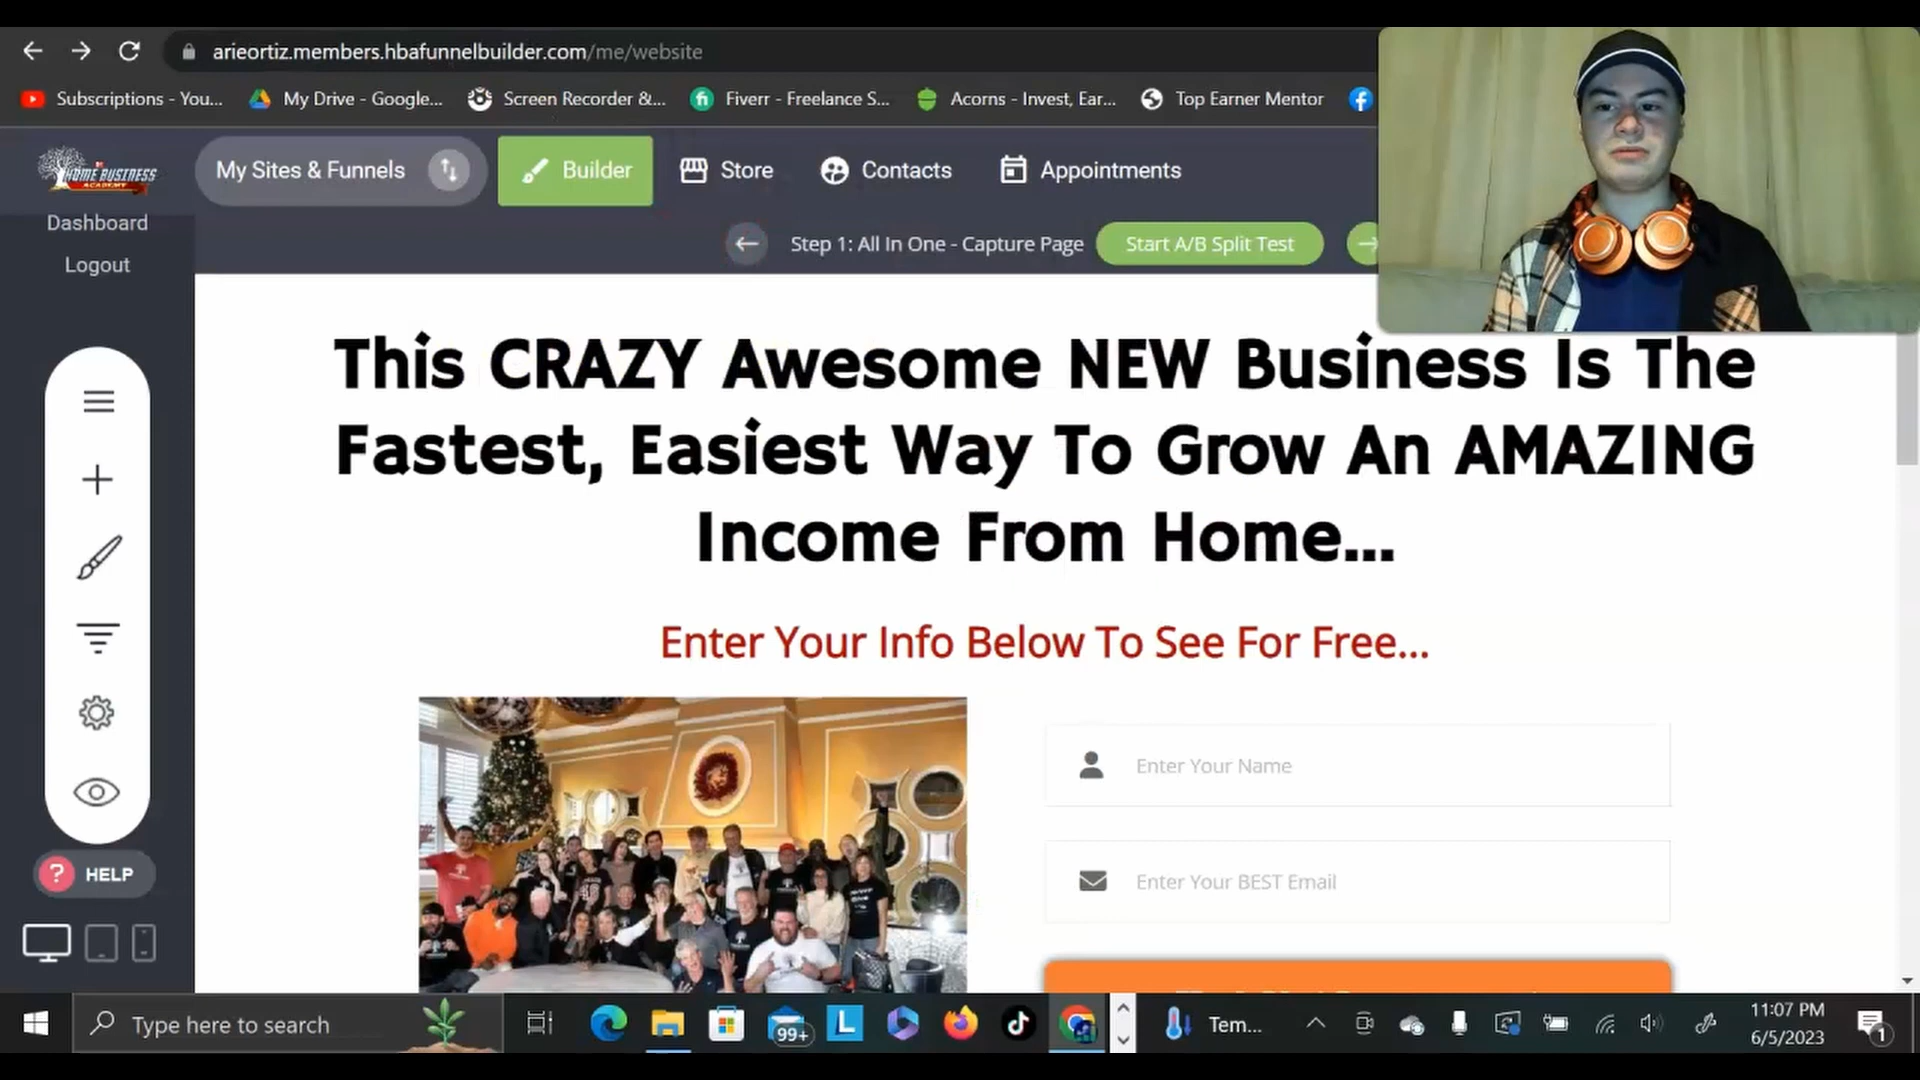 arieortiz.members.hbafunnelbuilder.com/me/website
Subscriptions - You...
My Drive - Google...
Screen Recorder &...
Fiverr - Freelance S...
Acorns - Invest, Ear...
Top Earner Mentor
HOME BUSINESS
ACADEMY
My Sites & Funnels
Builder
Store
Contacts
Appointments
Dashboard
Logout
Step 1: All In One - Capture Page
Start A/B Split Test
This CRAZY Awesome NEW Business Is The
Fastest, Easiest Way To Grow An AMAZING
Income From Home...
Enter Your Info Below To See For Free...
Enter Your Name
Enter Your BEST Email
? HELP
Type here to search
99+
L
Tem...
11:07 PM
6/5/2023
1